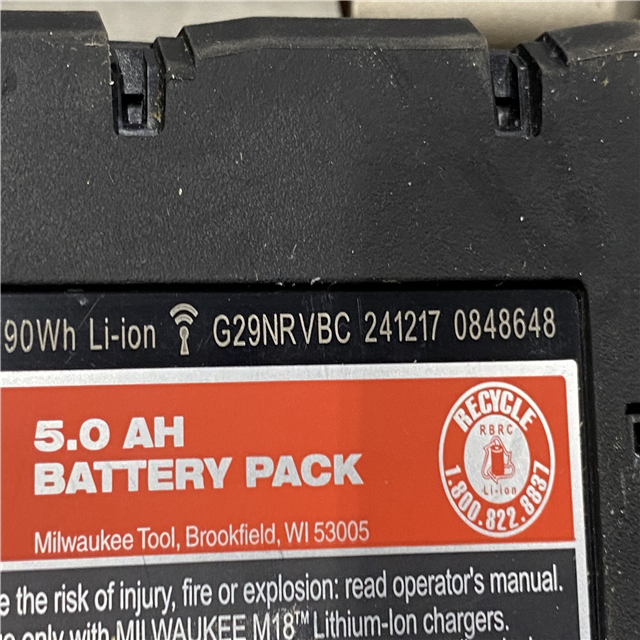 90Wh Li-ion G29NRVBC 241217 0848648
5.0 AH
BATTERY PACK
Milwaukee Tool, Brookfield, WI 53005
RECYCLE
RBRC
Li-ion
1.800.822.8837
the risk of injury, fire or explosion: read operator's manual.
only with MILWAUKEE M18™ Lithium-Ion chargers.